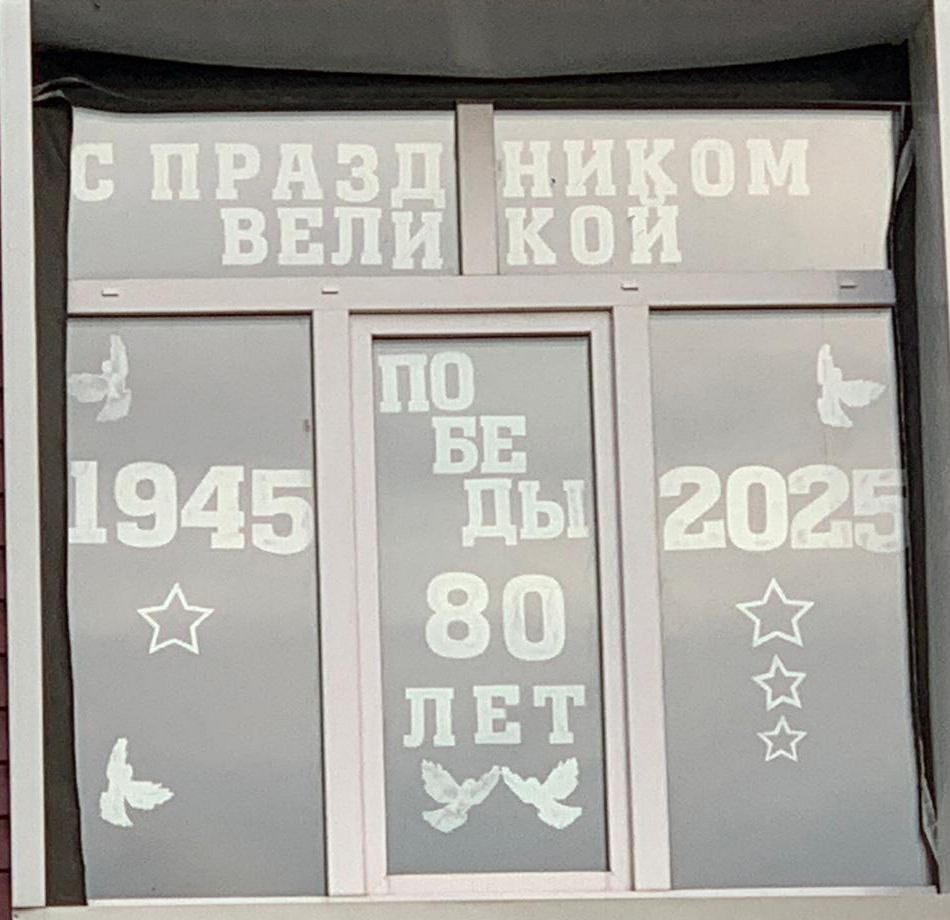 С ПРАЗДНИКОМ
ВЕЛИКОЙ
ПО
БЕ
ДЫ
1945
2025
80
ЛЕТ